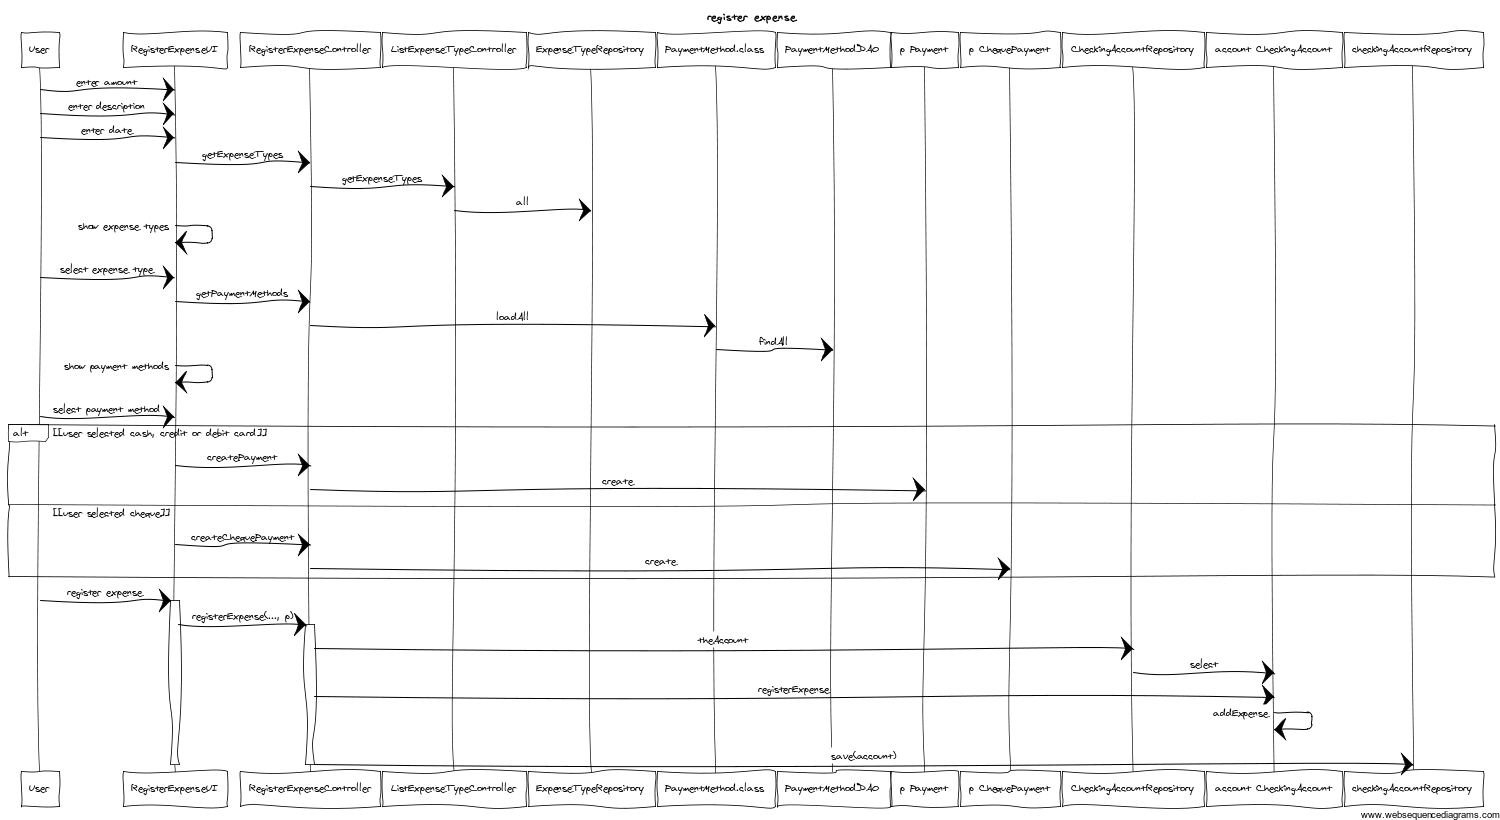 register expense
User RegisterExpenseUI RegisterExpenseController ListExpenseTypeController ExpenseTypeRepository PaymentMethod.class PaymentMethodDAO p Payment p ChequePayment CheckingAccountRepository account CheckingAccount checkingAccountRepository
enter amount
enter description
enter date
getExpenseTypes
getExpenseTypes
all
show expense types
select expense type
getPaymentMethods
loadAll
findAll
show payment methods
select payment method
alt [[user selected cash, credit or debit card]]
createPayment
create
[[user selected cheque]]
createChequePayment
create
register expense
registerExpense(..., p)
theAccount
select
registerExpense
addExpense
save(account)
User RegisterExpenseUI RegisterExpenseController ListExpenseTypeController ExpenseTypeRepository PaymentMethod.class PaymentMethodDAO p Payment p ChequePayment CheckingAccountRepository account CheckingAccount checkingAccountRepository
www.websequencediagrams.com